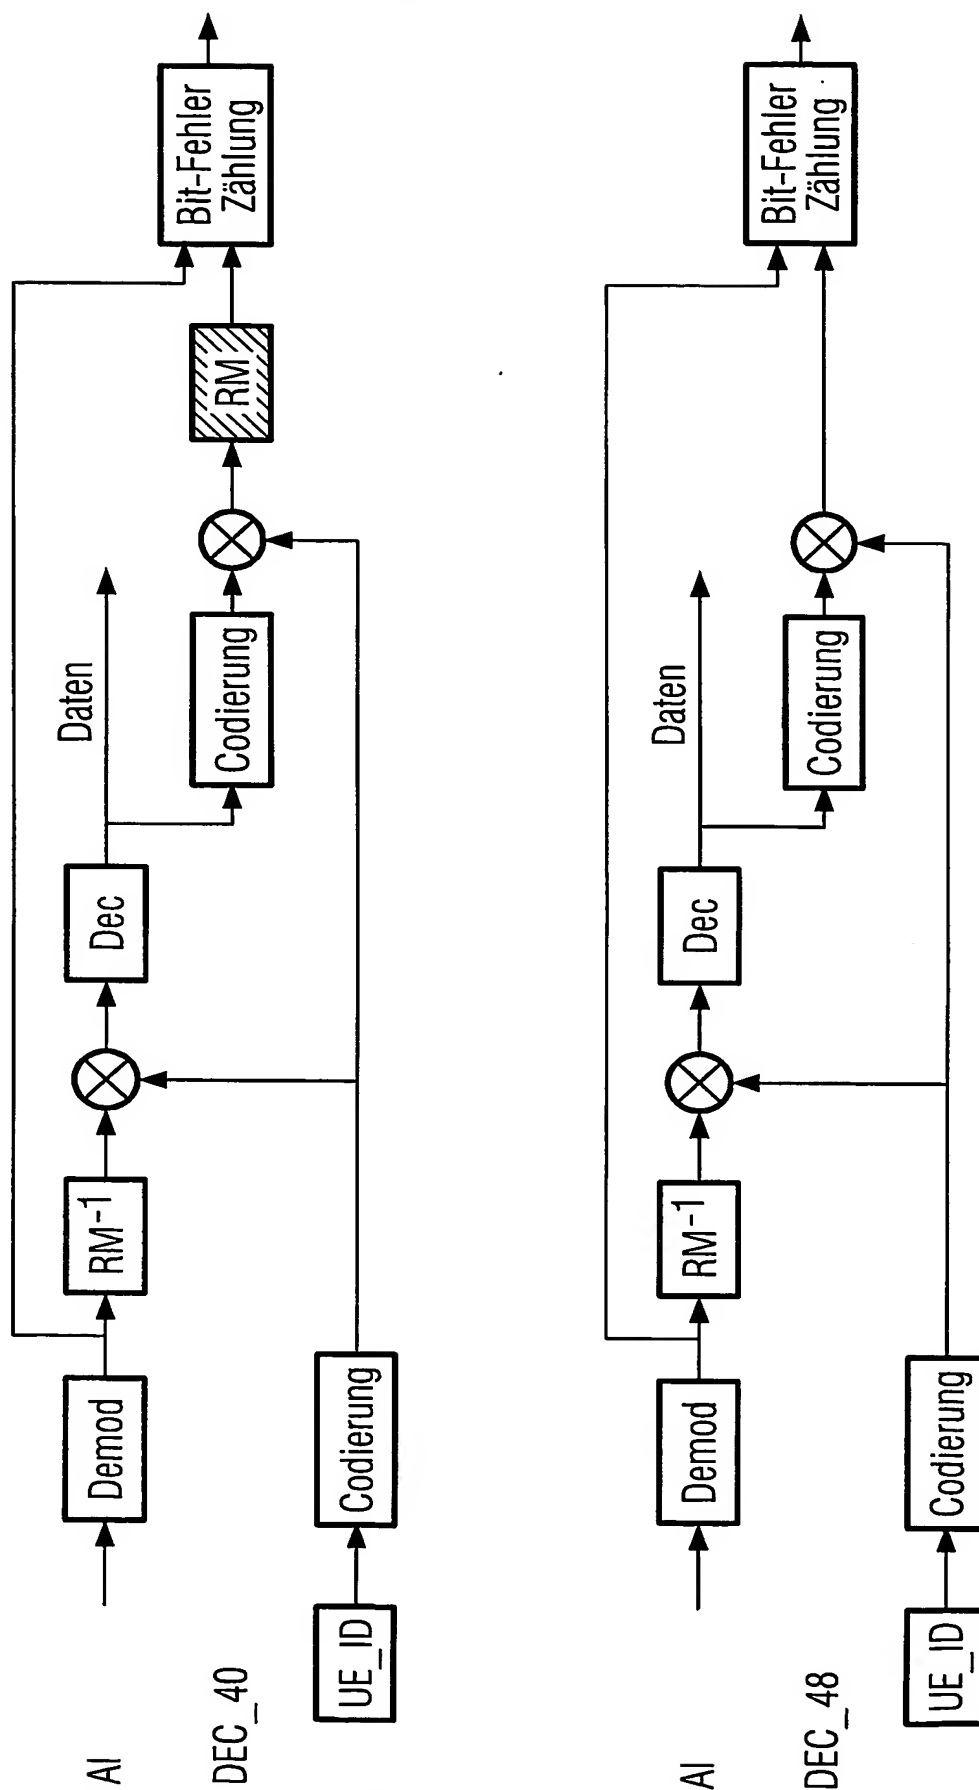 AI
Demod
RM-1
Dec
Daten
DEC_40
UE_ID
Codierung
Codierung
RM
Bit-Fehler
Zählung
AI
Demod
RM-1
Dec
Daten
DEC_48
UE_ID
Codierung
Codierung
Bit-Fehler
Zählung